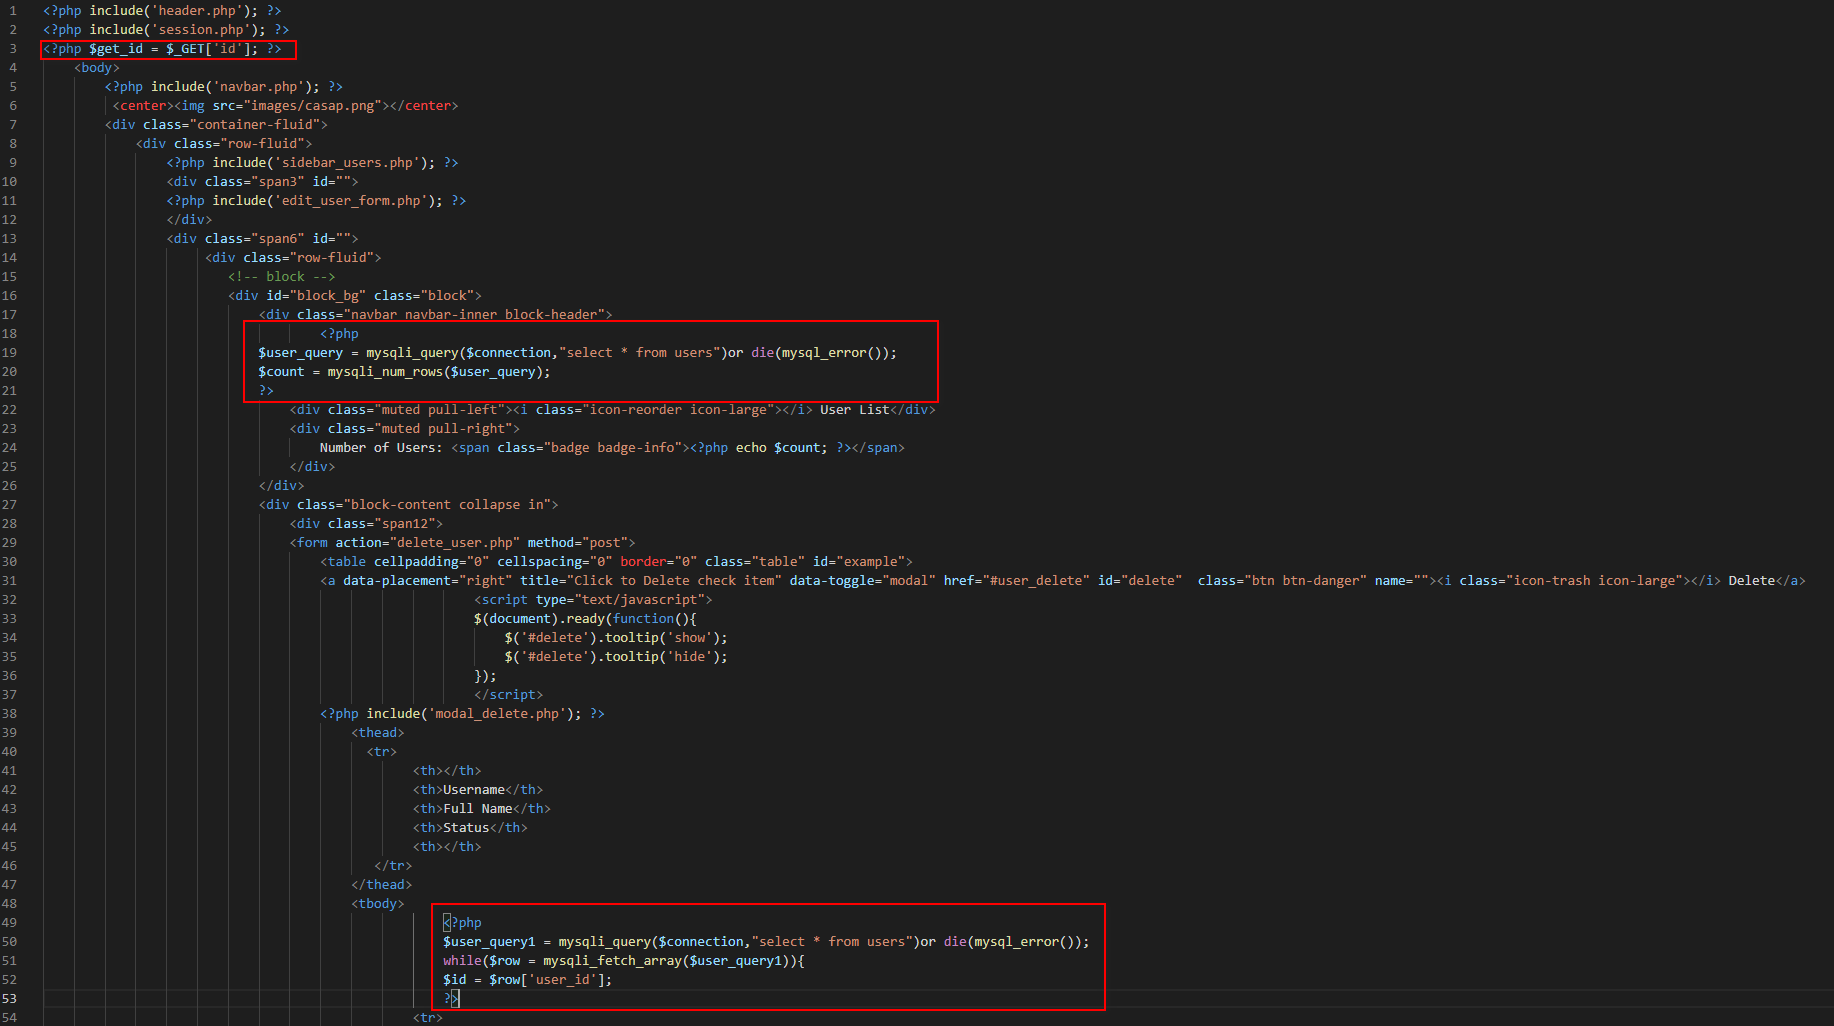 1 <?php include('header.php'); ?>
2 <?php include('session.php'); ?>
3 <?php $get_id = $_GET['id']; ?>
4 <body>
5 <?php include('navbar.php'); ?>
6 <center><img src="images/casap.png"></center>
7 <div class="container-fluid">
8 <div class="row-fluid">
9 <?php include('sidebar_users.php'); ?>
10 <div class="span3" id="">
11 <?php include('edit_user_form.php'); ?>
12 </div>
13 <div class="span6" id="">
14 <div class="row-fluid">
15 <!-- block -->
16 <div id="block_bg" class="block">
17 <div class="navbar navbar-inner block-header">
18 <?php
19 $user_query = mysqli_query($connection,"select * from users")or die(mysql_error());
20 $count = mysqli_num_rows($user_query);
21 ?>
22 <div class="muted pull-left"><i class="icon-reorder icon-large"></i> User List</div>
23 <div class="muted pull-right">
24 Number of Users: <span class="badge badge-info"><?php echo $count; ?></span>
25 </div>
26 </div>
27 <div class="block-content collapse in">
28 <div class="span12">
29 <form action="delete_user.php" method="post">
30 <table cellpadding="0" cellspacing="0" border="0" class="table" id="example">
31 <a data-placement="right" title="Click to Delete check item" data-toggle="modal" href="#user_delete" id="delete"  class="btn btn-danger" name=""><i class="icon-trash icon-large"></i> Delete</a>
32 <script type="text/javascript">
33 $(document).ready(function(){
34 $('#delete').tooltip('show');
35 $('#delete').tooltip('hide');
36 });
37 </script>
38 <?php include('modal_delete.php'); ?>
39 <thead>
40 <tr>
41 <th></th>
42 <th>Username</th>
43 <th>Full Name</th>
44 <th>Status</th>
45 <th></th>
46 </tr>
47 </thead>
48 <tbody>
49 <?php
50 $user_query1 = mysqli_query($connection,"select * from users")or die(mysql_error());
51 while($row = mysqli_fetch_array($user_query1)){
52 $id = $row['user_id'];
53 ?>
54 <tr>